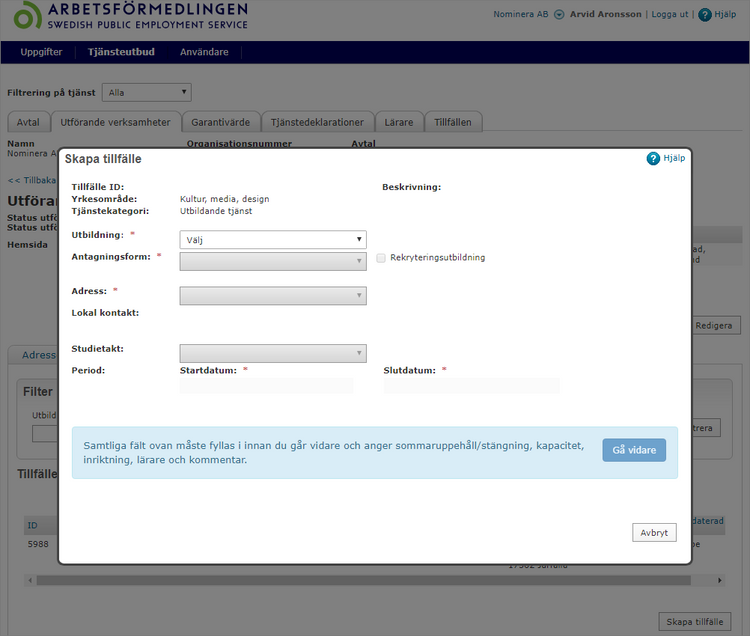 ARBETSFÖRMEDLINGEN
SWEDISH PUBLIC EMPLOYMENT SERVICE
Nominera AB Arvid Aronsson | Logga ut | ? Hjälp
Uppgifter Tjänsteutbud Användare
Filtrering på tjänst Alla
Avtal Utförande verksamheter Garantivärde Tjänstedeklarationer Lärare Tillfällen
Namn Organisationsnummer Avtal
Nominera A
<< Tillbaka
Utföra
Status utfö
Status utfö
Hemsida
ad,
nd
Redigera
Adress
Filter
Utbild
trera
Tillfälle
ID daterad
5988
Skapa tillfälle ? Hjälp
Tillfälle ID: Beskrivning:
Yrkesområde: Kultur, media, design
Tjänstekategori: Utbildande tjänst
Utbildning: * Välj
Antagningsform: * Rekryteringsutbildning
Adress: *
Lokal kontakt:
Studietakt:
Period: Startdatum: * Slutdatum: *
Samtliga fält ovan måste fyllas i innan du går vidare och anger sommaruppehåll/stängning, kapacitet,
inriktning, lärare och kommentar.
Gå vidare
Avbryt
Skapa tillfälle